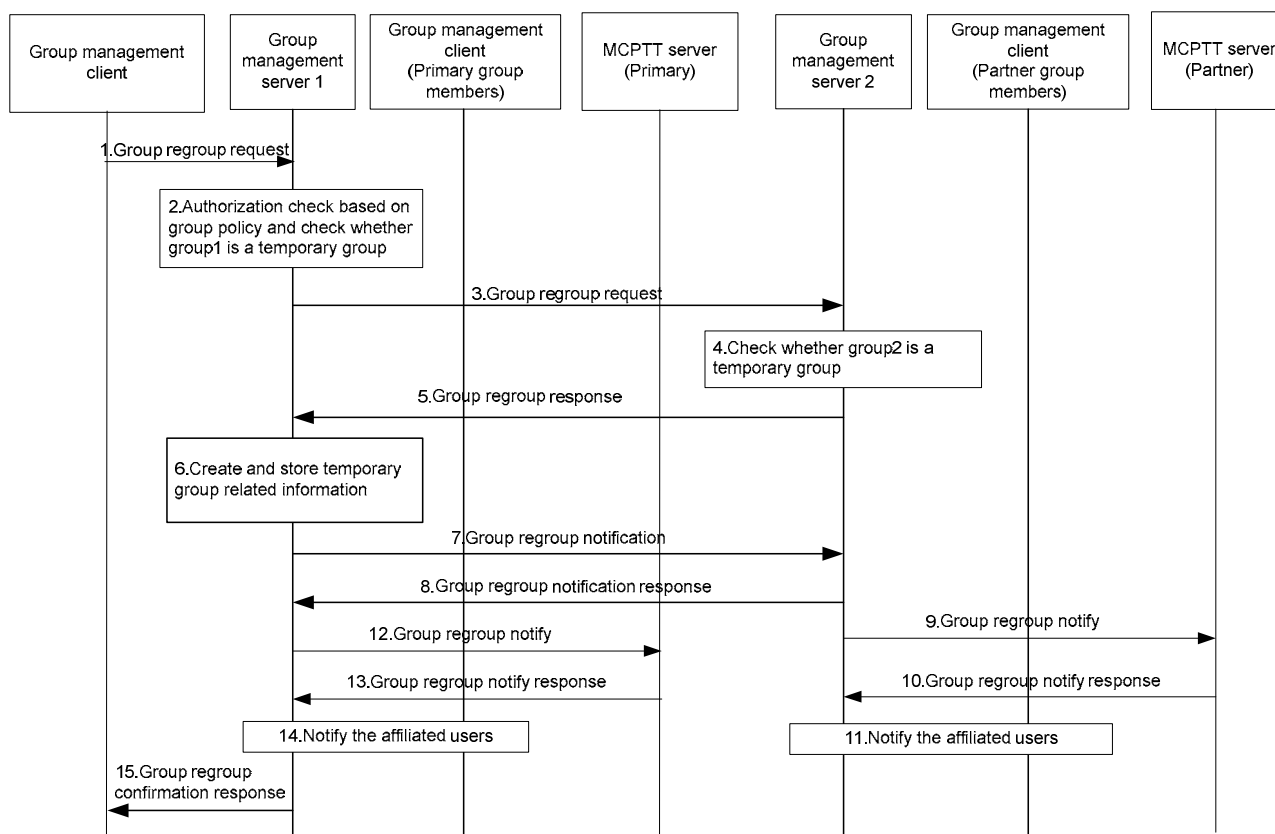 Group management
client
Group
management
server 1
Group management
client
(Primary group
members)
MCPTT server
(Primary)
Group
management
server 2
Group management
client
(Partner group
members)
MCPTT server
(Partner)
1.Group regroup request
2.Authorization check based on
group policy and check whether
group1 is a temporary group
3.Group regroup request
4.Check whether group2 is a
temporary group
5.Group regroup response
6.Create and store temporary
group related information
7.Group regroup notification
8.Group regroup notification response
12.Group regroup notify
9.Group regroup notify
13.Group regroup notify response
10.Group regroup notify response
14.Notify the affiliated users
11.Notify the affiliated users
15.Group regroup
confirmation response